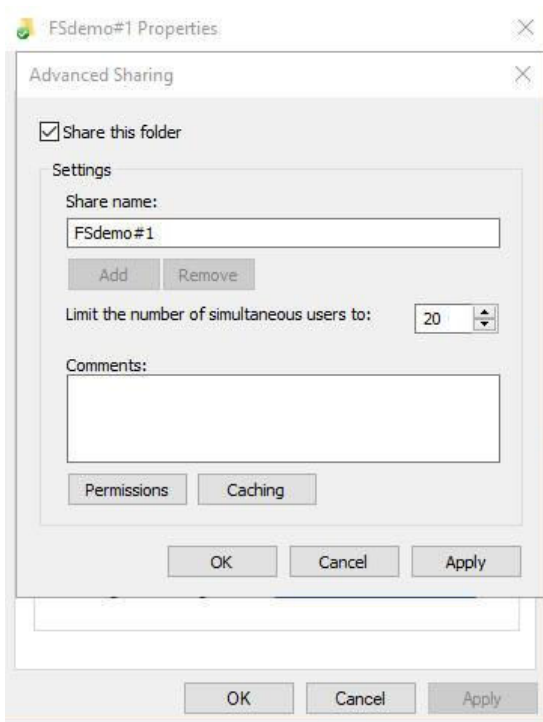 FSdemo#1 Properties
Advanced Sharing
Share this folder
Settings
Share name:
FSdemo#1
Add Remove
Limit the number of simultaneous users to: 20
Comments:
Permissions Caching
OK Cancel Apply
OK Cancel Apply